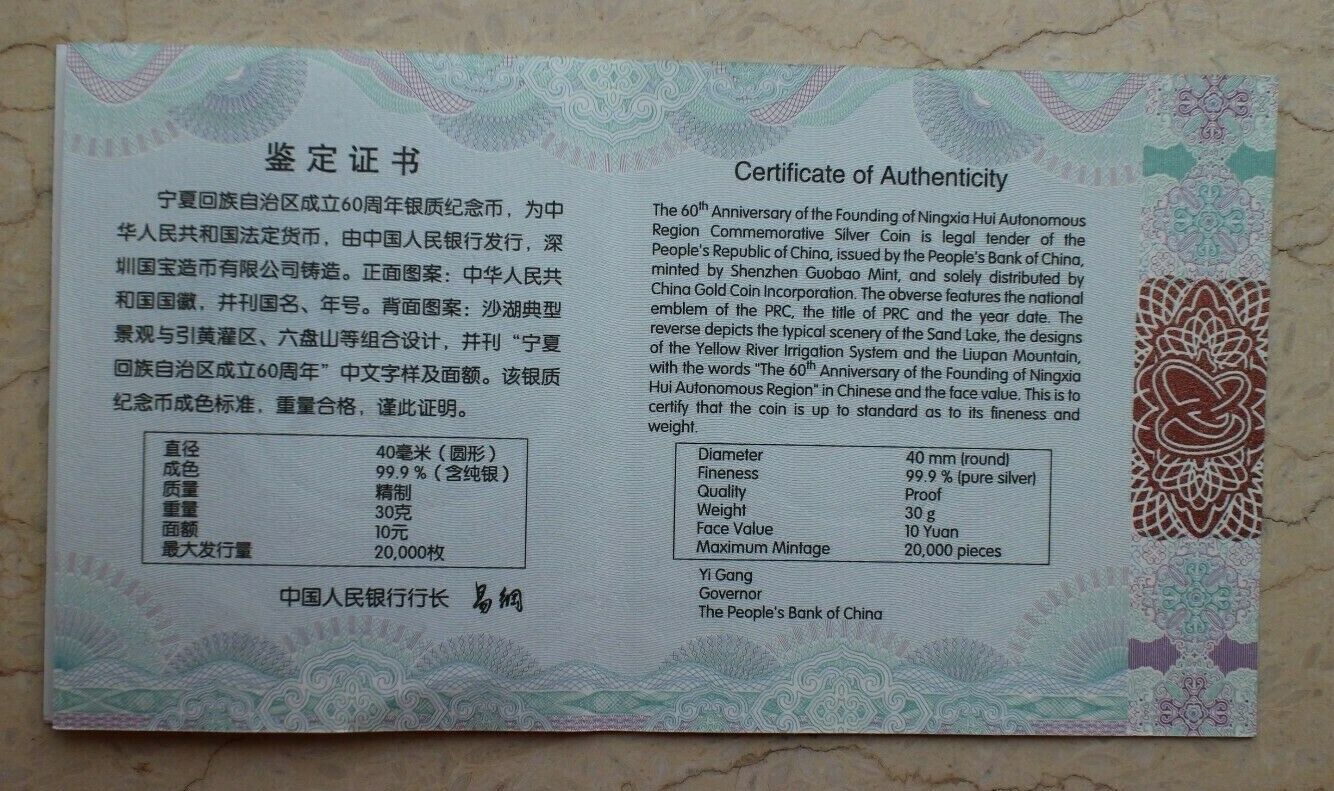 鉴定证书
宁夏回族自治区成立60周年银质纪念币，为中
华人民共和国法定货币，由中国人民银行发行，深
圳国宝造币有限公司铸造。正面图案：中华人民共
和国国徽，并刊国名、年号。背面图案：沙湖典型
景观与引黄灌区、六盘山等组合设计，并刊“宁夏
回族自治区成立60周年”中文字样及面额。该银质
纪念币成色标准，重量合格，谨此证明。
直径 40毫米（圆形）
成色 99.9％（含纯银）
质量 精制
重量 30克
面额 10元
最大发行量 20,000枚
中国人民银行行长 易纲
Certificate of Authenticity
The 60th Anniversary of the Founding of Ningxia Hui Autonomous
Region Commemorative Silver Coin is legal tender of the
People's Republic of China, issued by the People's Bank of China,
minted by Shenzhen Guobao Mint, and solely distributed by
China Gold Coin Incorporation. The obverse features the national
emblem of the PRC, the title of PRC and the year date. The
reverse depicts the typical scenery of the Sand Lake, the designs
of the Yellow River Irrigation System and the Liupan Mountain,
with the words "The 60th Anniversary of the Founding of Ningxia
Hui Autonomous Region" in Chinese and the face value. This is to
certify that the coin is up to standard as to its fineness and
weight.
Diameter 40 mm (round)
Fineness 99.9 % (pure silver)
Quality Proof
Weight 30 g
Face Value 10 Yuan
Maximum Mintage 20,000 pieces
Yi Gang
Governor
The People's Bank of China